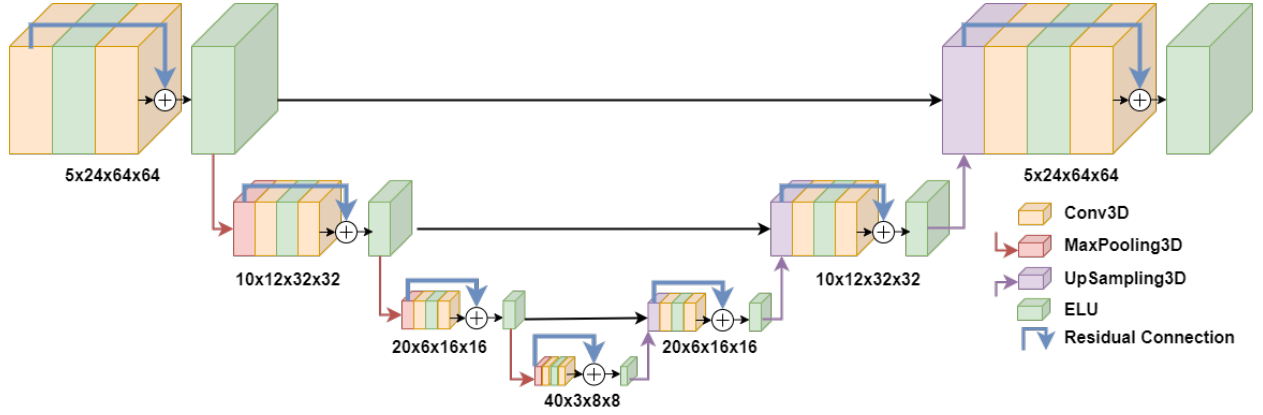 5x24x64x64
5x24x64x64
10x12x32x32
10x12x32x32
20x6x16x16
20x6x16x16
40x3x8x8
Conv3D
MaxPooling3D
UpSampling3D
ELU
Residual Connection